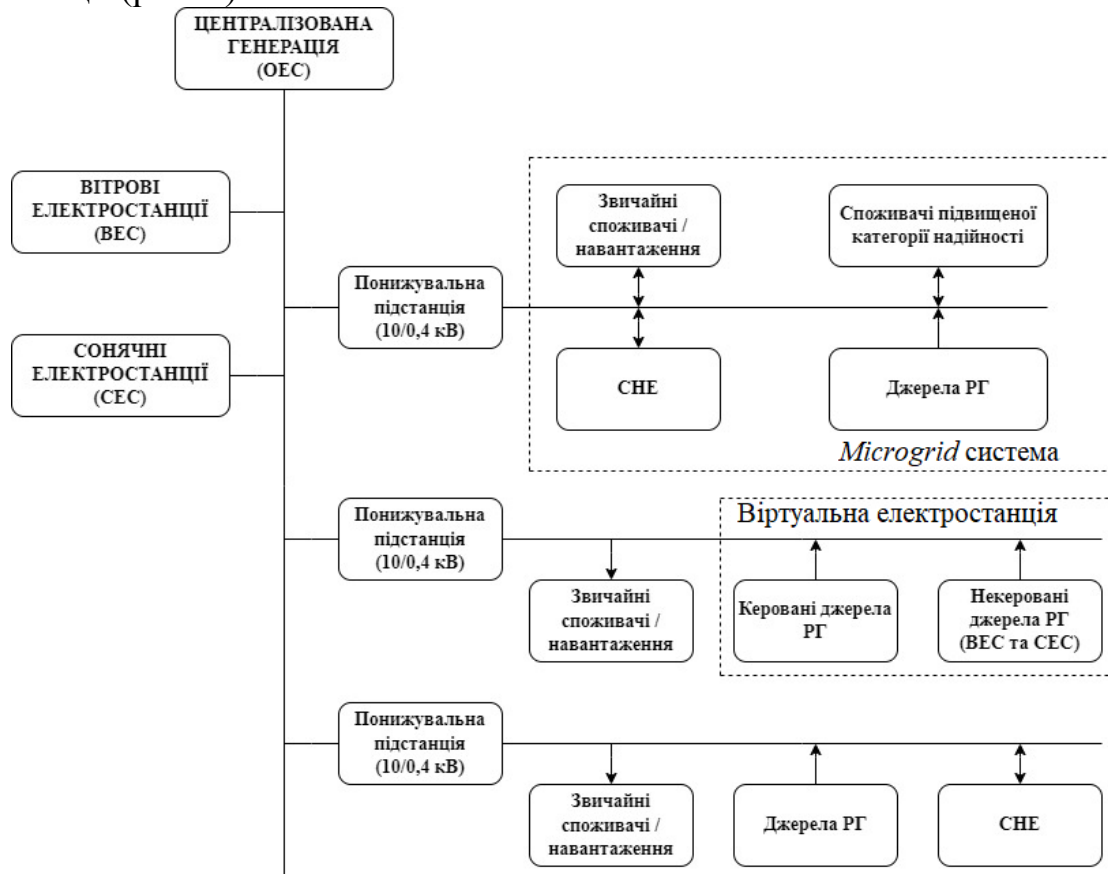 ЦЕНТРАЛІЗОВАНА
ГЕНЕРАЦІЯ
(ОЕС)
ВІТРОВІ
ЕЛЕКТРОСТАНЦІЇ
(ВЕС)
Звичайні
споживачі /
навантаження
Споживачі підвищеної
категорії надійності
Понижувальна
підстанція
(10/0,4 кВ)
СОНЯЧНІ
ЕЛЕКТРОСТАНЦІЇ
(СЕС)
СНЕ
Джерела РГ
Microgrid система
Понижувальна
підстанція
(10/0,4 кВ)
Віртуальна електростанція
Звичайні
споживачі /
навантаження
Керовані джерела
РГ
Некеровані
джерела РГ
(ВЕС та СЕС)
Понижувальна
підстанція
(10/0,4 кВ)
Звичайні
споживачі /
навантаження
Джерела РГ
СНЕ